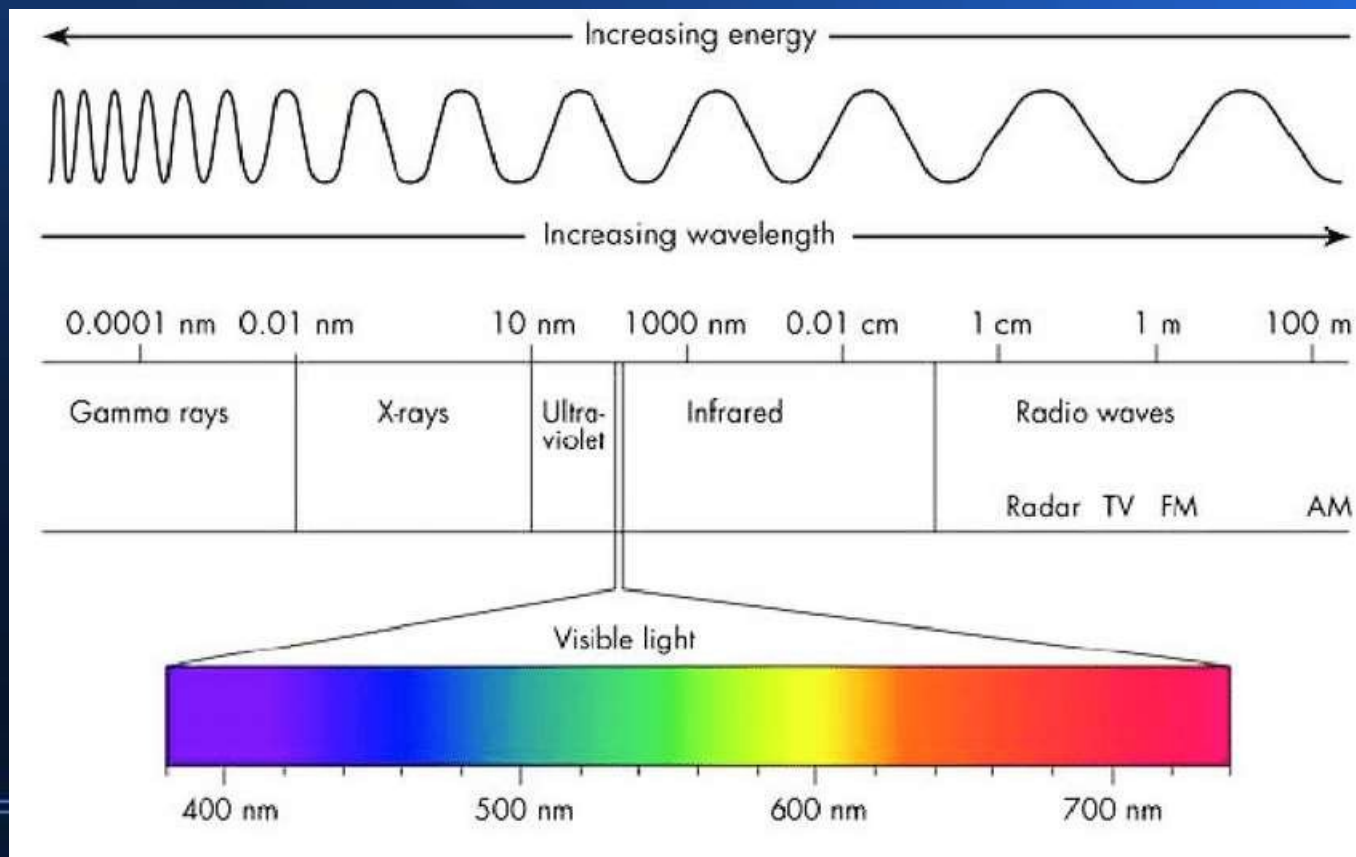 Increasing energy
Increasing wavelength
0.0001 nm 0.01 nm 10 nm 1000 nm 0.01 cm 1 cm 1 m 100 m
Gamma rays X-rays Ultra-
violet Infrared Radio waves
Radar TV FM AM
Visible light
400 nm 500 nm 600 nm 700 nm